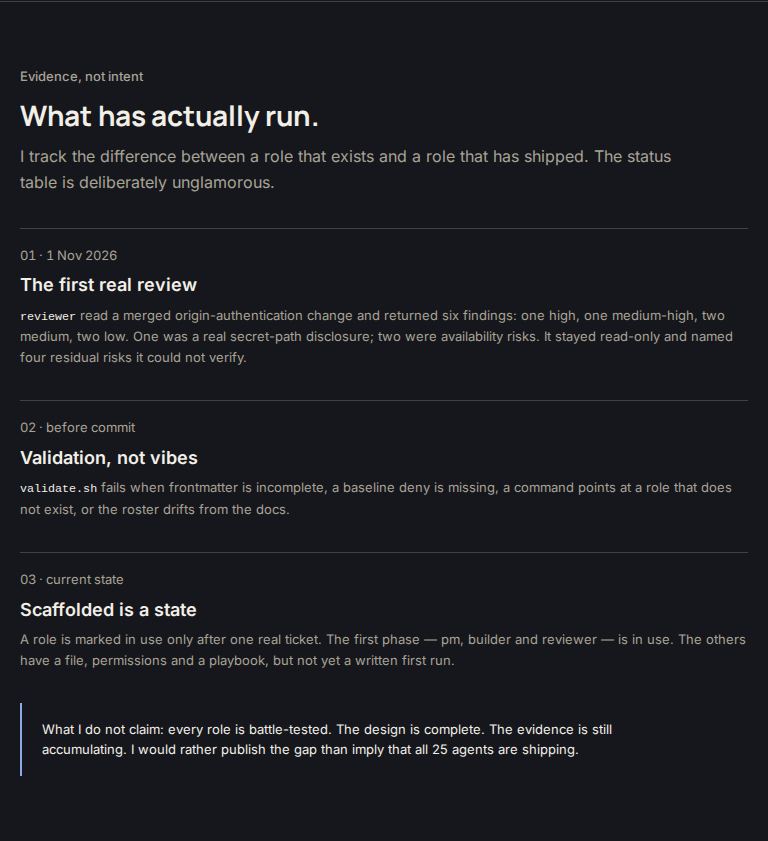 Evidence, not intent
What has actually run.
I track the difference between a role that exists and a role that has shipped. The status
table is deliberately unglamorous.
01 · 1 Nov 2026
The first real review
reviewer read a merged origin-authentication change and returned six findings: one high, one medium-high, two
medium, two low. One was a real secret-path disclosure; two were availability risks. It stayed read-only and named
four residual risks it could not verify.
02 · before commit
Validation, not vibes
validate.sh fails when frontmatter is incomplete, a baseline deny is missing, a command points at a role that does
not exist, or the roster drifts from the docs.
03 · current state
Scaffolded is a state
A role is marked in use only after one real ticket. The first phase — pm, builder and reviewer — is in use. The others
have a file, permissions and a playbook, but not yet a written first run.
What I do not claim: every role is battle-tested. The design is complete. The evidence is still
accumulating. I would rather publish the gap than imply that all 25 agents are shipping.